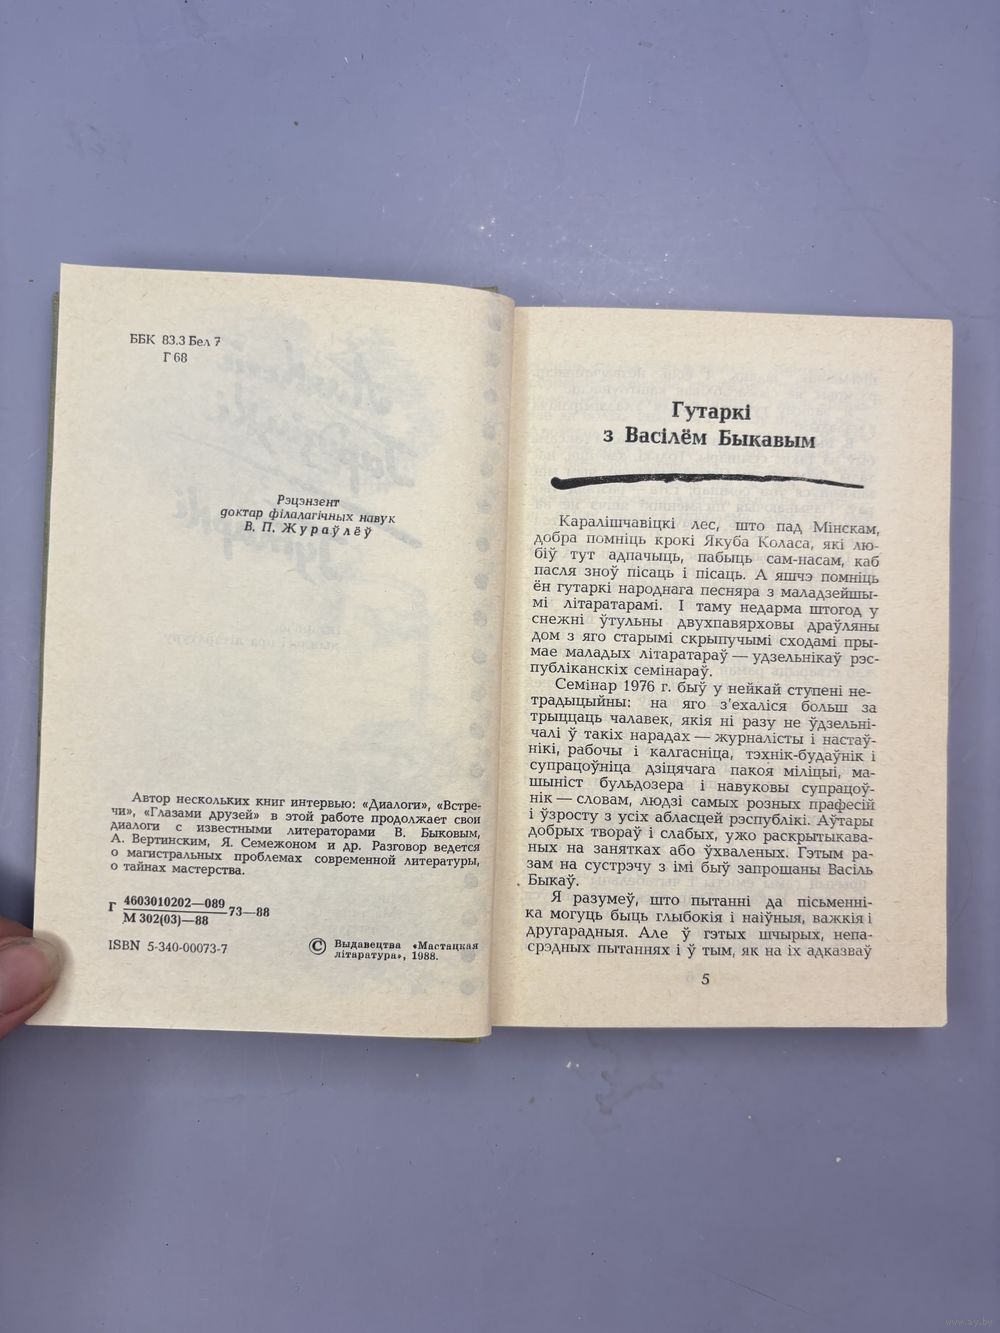 ББК 83.3 Бел 7
Г 68
Рэцэнзент
доктар філалагічных навук
В. П. Жураўлёў
Автор нескольких книг интервью: «Диалоги», «Встре-
чи», «Глазами друзей» в этой работе продолжает свои
диалоги с известными литераторами В. Быковым,
А. Вертинским, Я. Семежоном и др. Разговор ведется
о магистральных проблемах современной литературы,
о тайнах мастерства.
Г 4603010202—089
М 302(03)—88
73—88
ISBN 5-340-00073-7
© Выдавецтва «Мастацкая
літаратура», 1988.
Гутаркі
з Васілём Быкавым
Каралішчавіцкі лес, што пад Мінскам,
добра помніць крокі Якуба Коласа, які лю-
біў тут адпачыць, пабыць сам-насам, каб
пасля зноў пісаць і пісаць. А яшчэ помніць
ён гутаркі народнага песняра з маладзейшы-
мі літаратарамі. І таму недарма штогод у
снежні ўтульны двухпавярховы драўляны
дом з яго старымі скрыпучымі сходамі пры-
мае маладых літаратараў — удзельнікаў рэс-
публіканскіх семінараў.
Семінар 1976 г. быў у нейкай ступені не-
традыцыйны: на яго з'ехаліся больш за
трыццаць чалавек, якія ні разу не ўдзельні-
чалі ў такіх нарадах — журналісты і настаў-
нікі, рабочы і калгасніца, тэхнік-будаўнік і
супрацоўніца дзіцячага пакоя міліцыі, ма-
шыніст бульдозера і навуковы супрацоў-
нік — словам, людзі самых розных прафесій
і ўзросту з усіх абласцей рэспублікі. Аўтары
добрых твораў і слабых, ужо раскрытыкава-
ных на занятках або ўхваленых. Гэтым ра-
зам на сустрэчу з імі быў запрошаны Васіль
Быкаў.
Я разумеў, што пытанні да пісьменні-
ка могуць быць глыбокія і наіўныя, важкія і
другарадныя. Але ў гэтых шчырых, непа-
срэдных пытаннях і ў тым, як на іх адказваў
5
www.ay.by